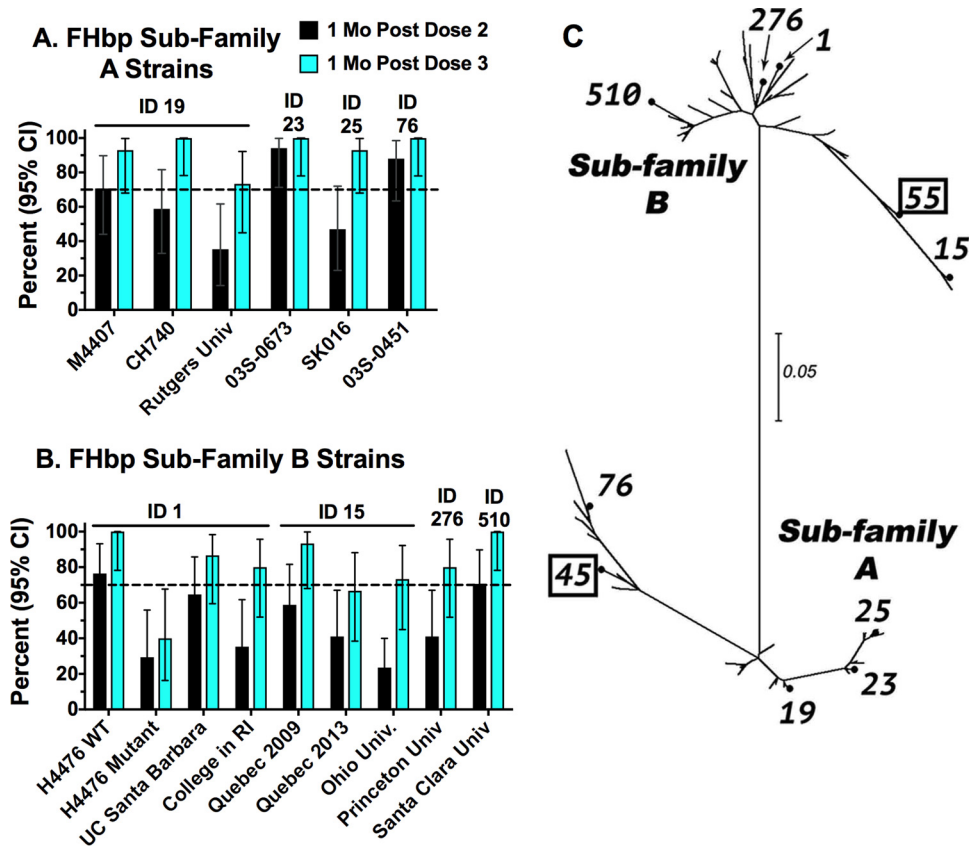 A. FHbp Sub-Family
A Strains
1 Mo Post Dose 2
1 Mo Post Dose 3
ID 19
ID
23
ID
25
ID
76
Percent (95% CI)
100
80
60
40
20
0
M4407
CH740
Rutgers Univ
03S-0673
SK016
03S-0451
B. FHbp Sub-Family B Strains
ID 1
ID 15
ID
276
ID
510
Percent (95% CI)
100
80
60
40
20
0
H4476 WT
H4476 Mutant
UC Santa Barbara
College in RI
Quebec 2009
Quebec 2013
Ohio Univ.
Princeton Univ
Santa Clara Univ
C
276
1
510
Sub-family
B
55
15
0.05
76
45
Sub-family
A
25
23
19